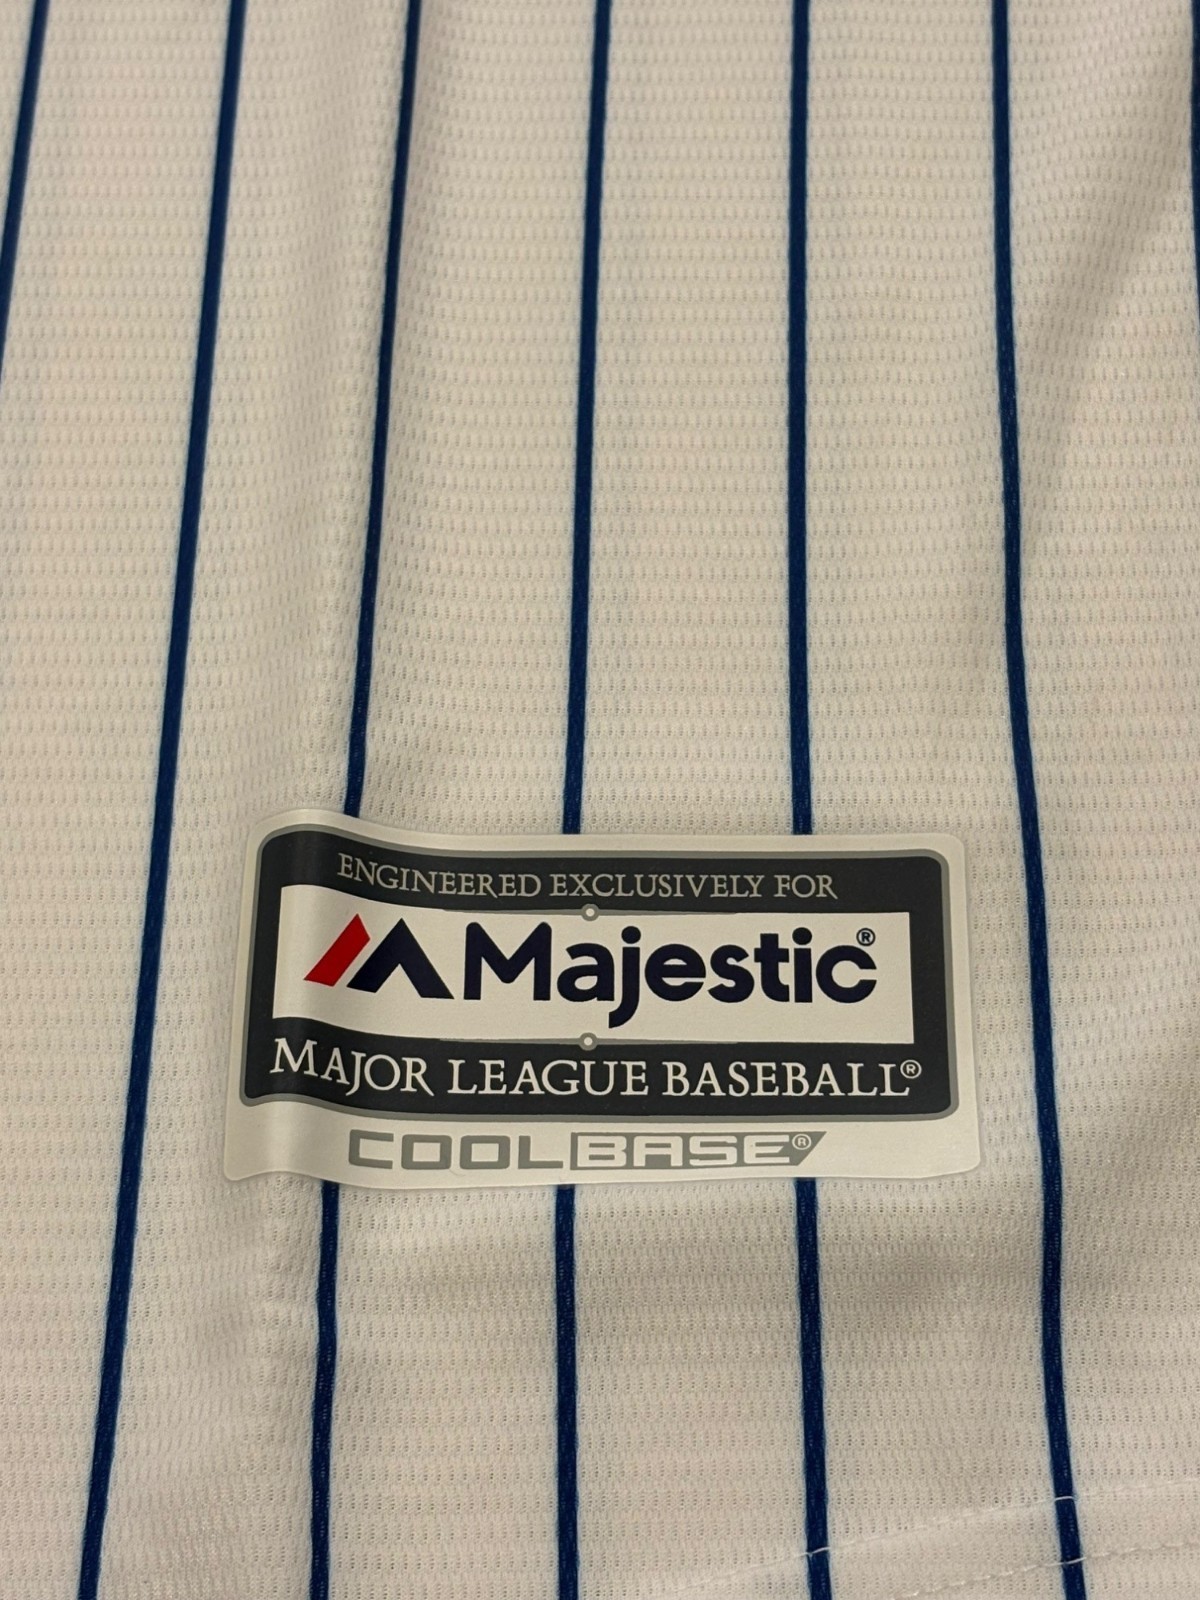 ENGINEERED EXCLUSIVELY FOR
Majestic®
MAJOR LEAGUE BASEBALL®
COOLBASE®